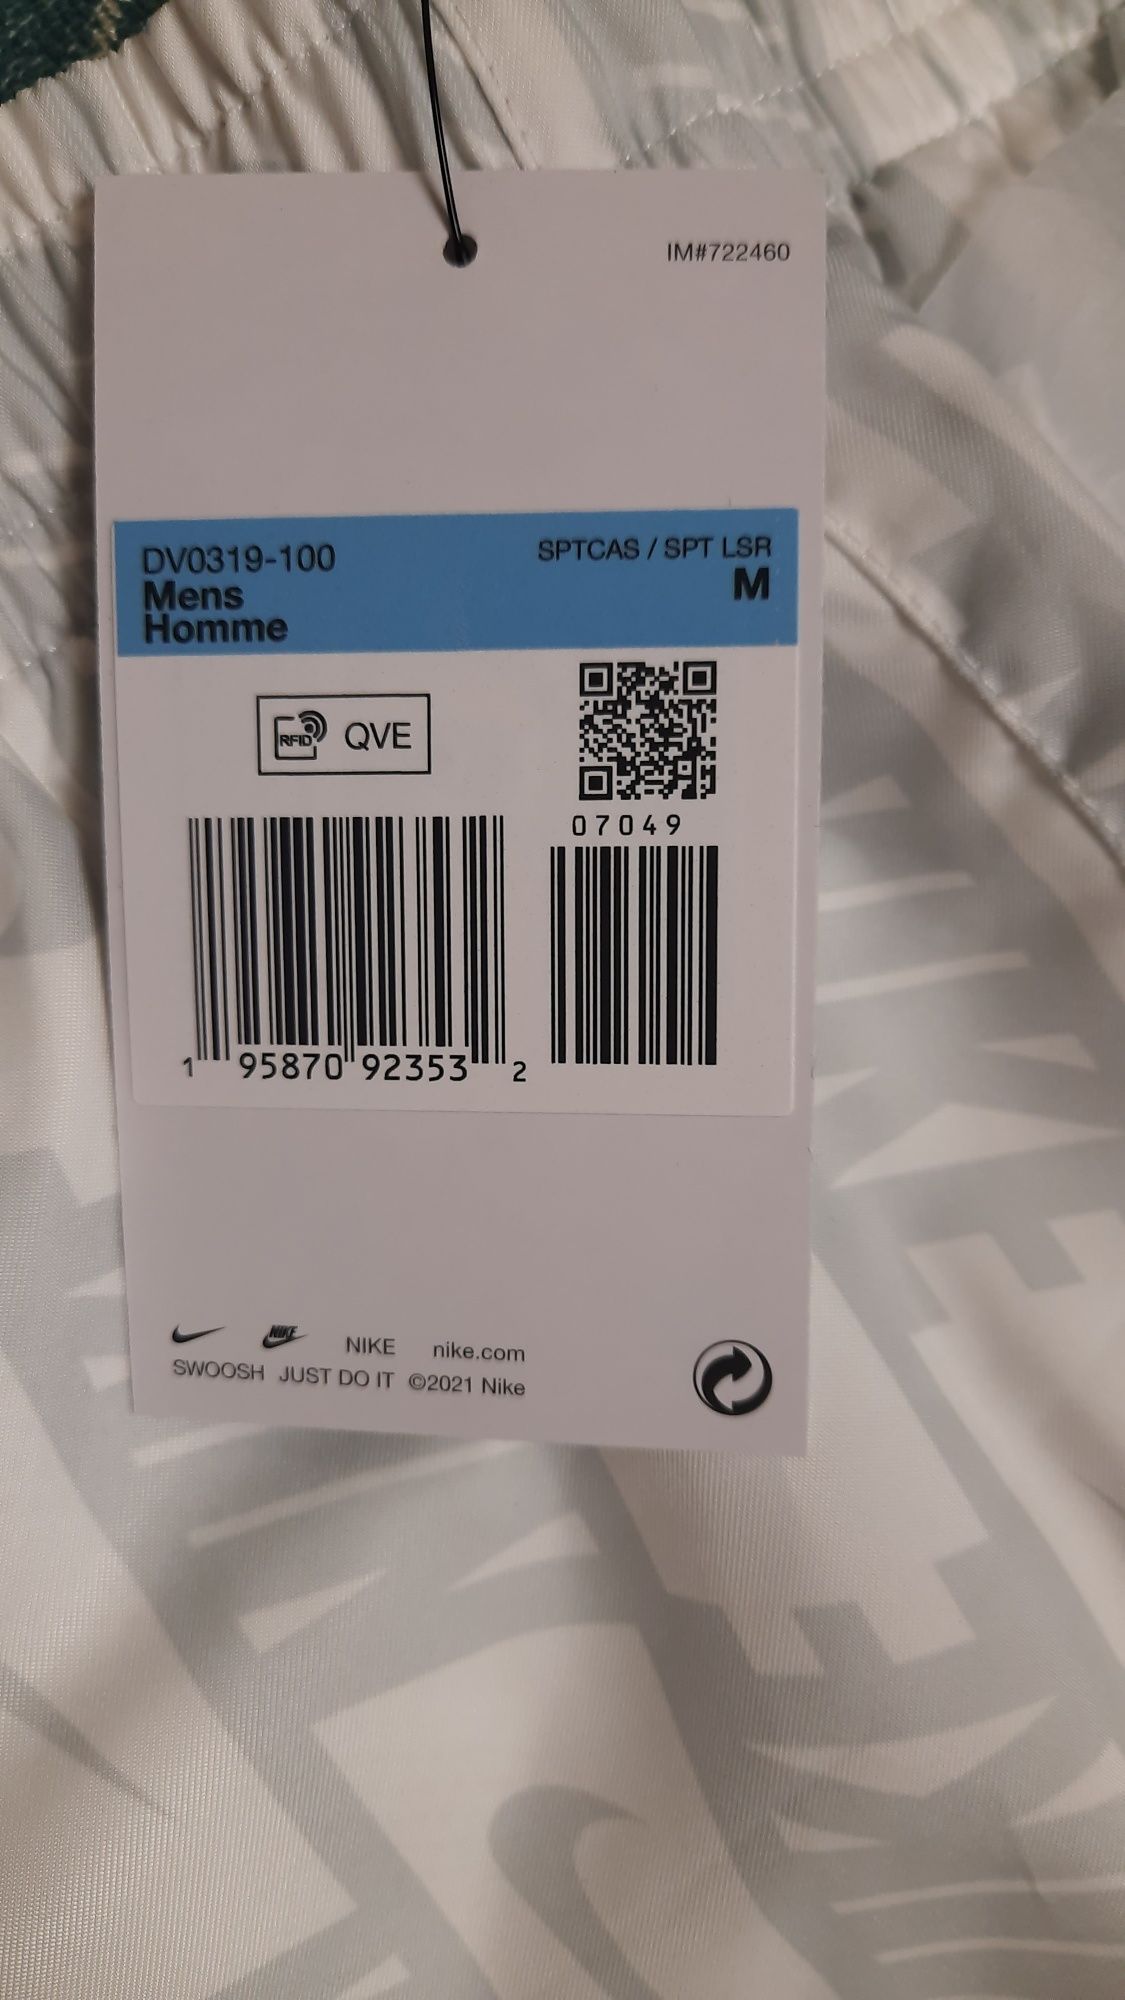 IM#722460
DV0319-100
SPTCAS / SPT LSR
Mens
M
Homme
RFID QVE
07049
1 95870 92353 2
NIKE NIKE nike.com
SWOOSH JUST DO IT ©2021 Nike